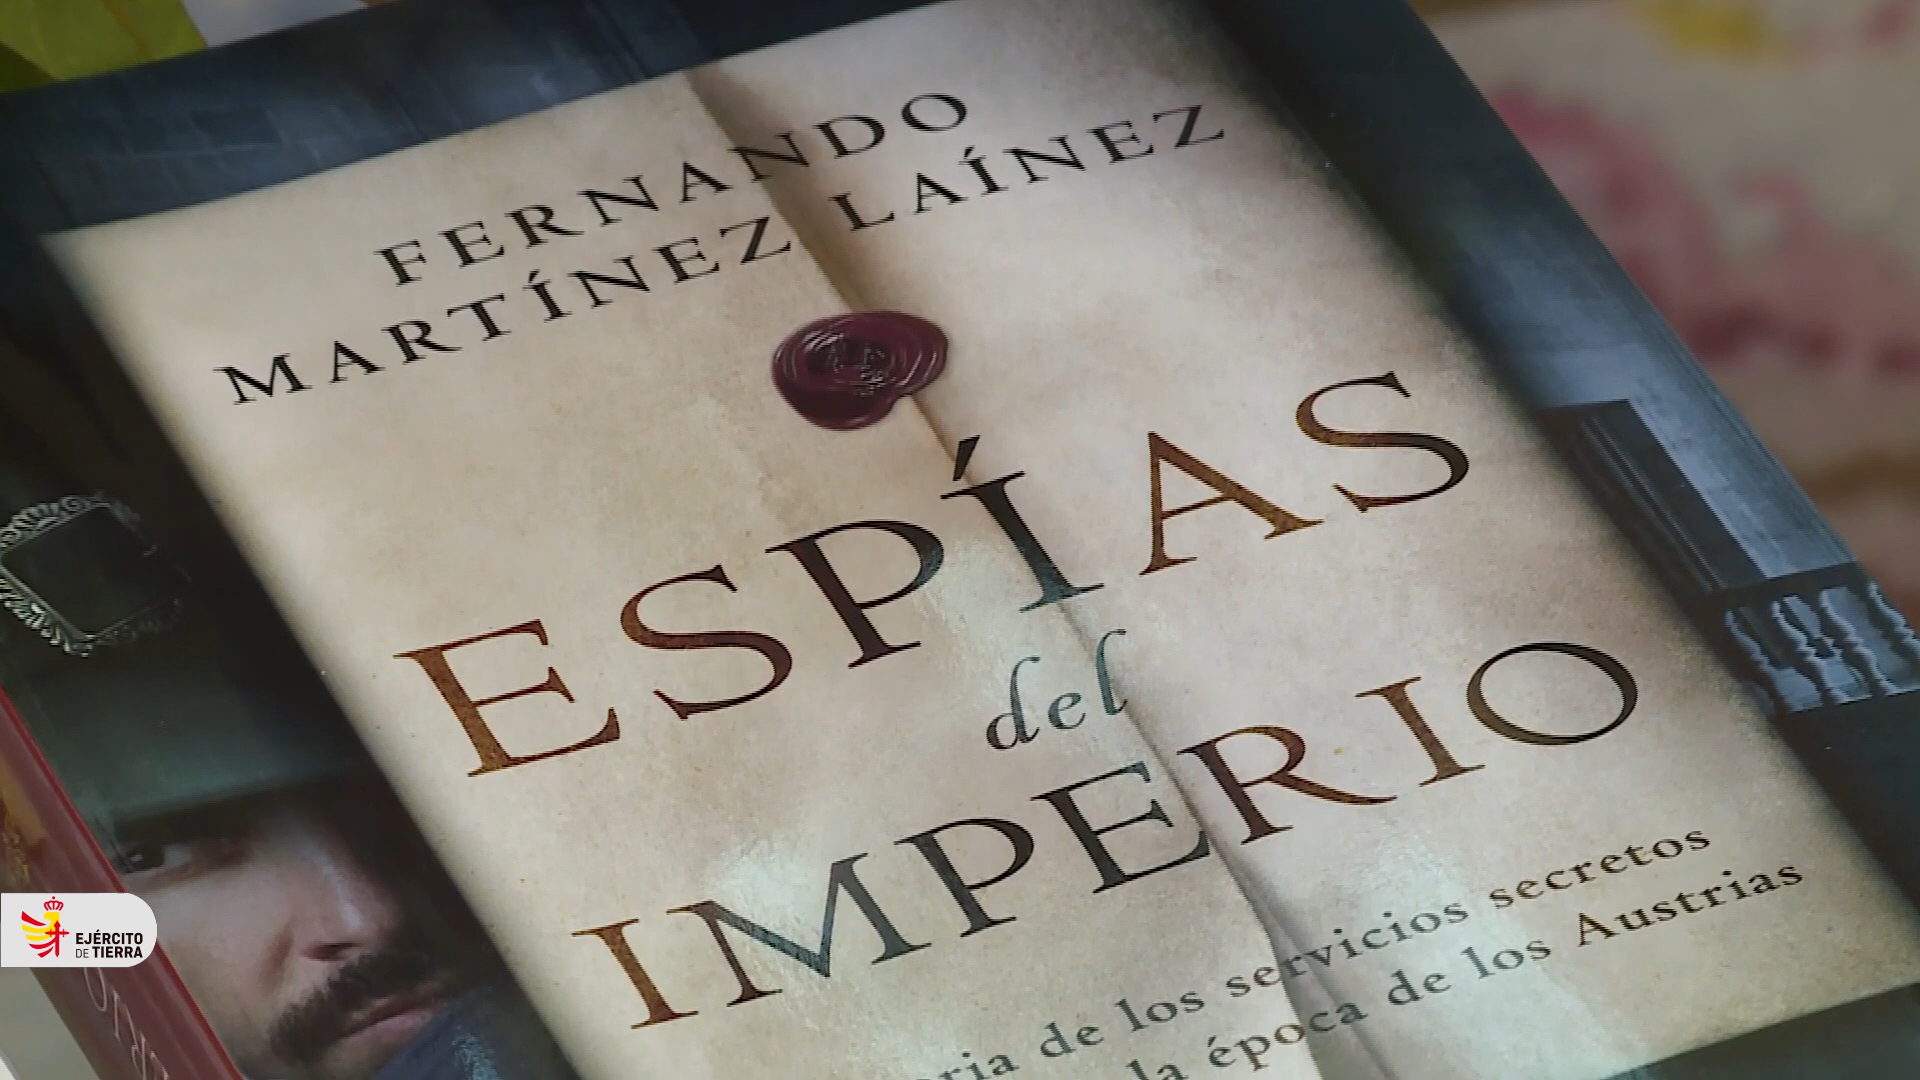 FERNANDO
MARTÍNEZ LAÍNEZ
ESPÍAS
del
IMPERIO
de los servicios secretos
la época de los Austrias
EJÉRCITO
DE TIERRA